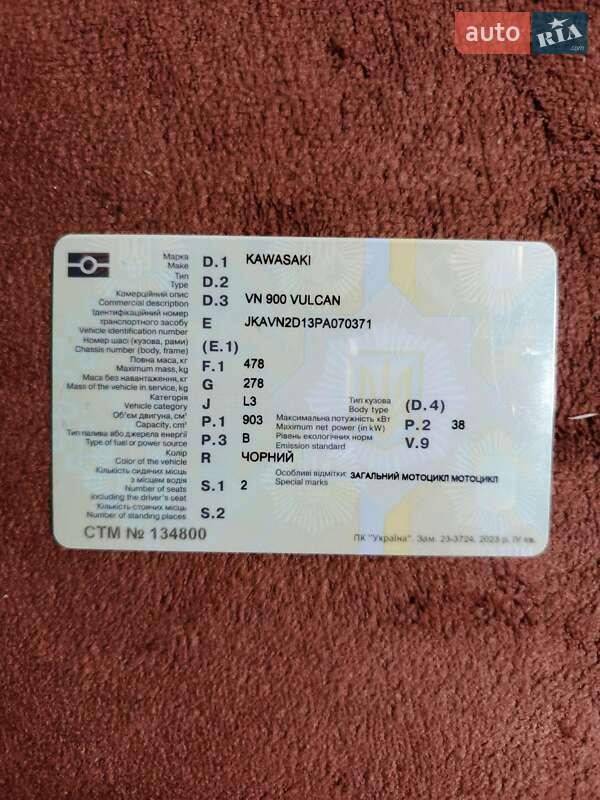 auto RIA .com
Марка D.1 KAWASAKI
Make
Тип D.2
Type
Комерційний опис D.3 VN 900 VULCAN
Commercial description
Ідентифікаційний номер
транспортного засобу E JKAVN2D13PA070371
Vehicle identification number
Номер шасі (кузова, рами) (E.1)
Chassis number (body, frame)
Повна маса, кг F.1 478
Maximum mass, kg
Маса без навантаження, кг G 278
Mass of the vehicle in service, kg
Категорія J L3 Тип кузова (D.4)
Vehicle category Body type
Об'єм двигуна, см³ P.1 903 Максимальна потужність кВт P.2 38
Capacity, cm³ Maximum net power (in kW)
Тип палива або джерела енергії P.3 B Рівень екологічних норм V.9
Type of fuel or power source Emission standard
Колір R ЧОРНИЙ
Color of the vehicle
Кількість сидячих місць Особливі відмітки: ЗАГАЛЬНИЙ МОТОЦИКЛ МОТОЦИКЛ
з місцем водія S.1 2 Special marks
Number of seats
including the driver's seat
Кількість стоячих місць S.2
Number of standing places
СТМ № 134800
ПК "Україна". Зам. 23-3724. 2023 р. IV кв.